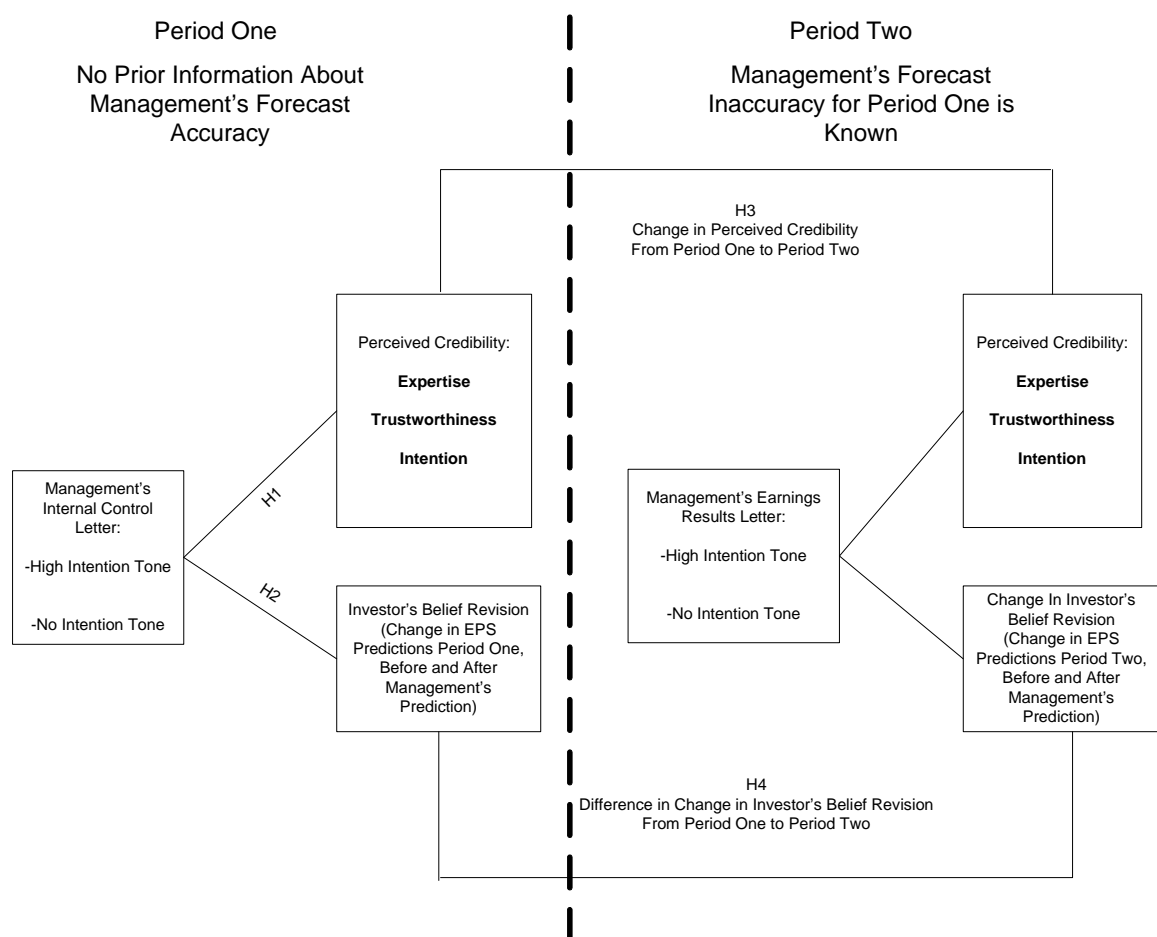 Period One
No Prior Information About
Management's Forecast
Accuracy
Period Two
Management's Forecast
Inaccuracy for Period One is
Known
H3
Change in Perceived Credibility
From Period One to Period Two
Perceived Credibility:
Expertise
Trustworthiness
Intention
Perceived Credibility:
Expertise
Trustworthiness
Intention
Management's
Internal Control
Letter:
-High Intention Tone
-No Intention Tone
H1
H2
Management's Earnings
Results Letter:
-High Intention Tone
-No Intention Tone
Investor's Belief Revision
(Change in EPS
Predictions Period One,
Before and After
Management's
Prediction)
Change In Investor's
Belief Revision
(Change in EPS
Predictions Period Two,
Before and After
Management's
Prediction)
H4
Difference in Change in Investor's Belief Revision
From Period One to Period Two